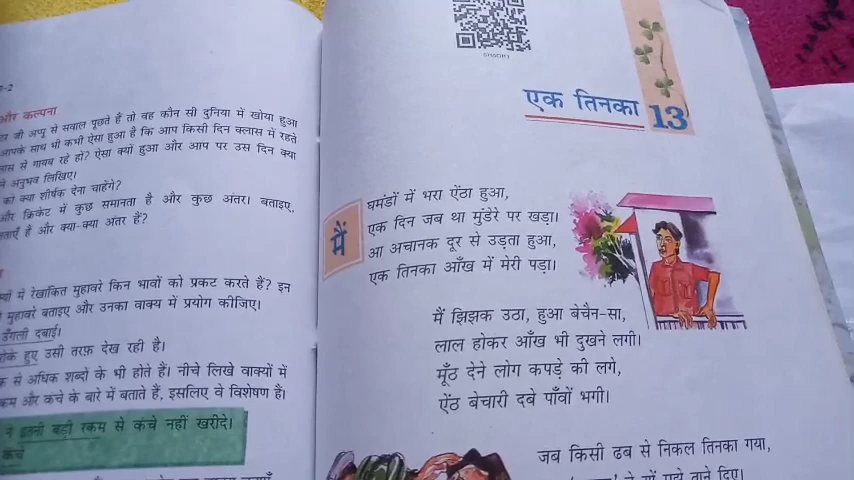 और कल्पना
जी अप्पू से सवाल पूछते हैं तो वह कौन सी दुनिया में खोया हुआ
आपके साथ भी कभी ऐसा हुआ है कि आप किसी दिन क्लास में रहते
से गायब रहे हों? ऐसा क्यों हुआ और आप पर उस दिन क्या
अनुभव लिखिए।
को क्या शीर्षक देना चाहेंगे?
और क्रिकेट में कुछ समानता है और कुछ अंतर। बताइए,
हैं और क्या-क्या अंतर हैं?
में रेखांकित मुहावरे किन भावों को प्रकट करते हैं? इन
मुहावरे बताइए और उनका वाक्य में प्रयोग कीजिए।
उँगली दबाई।
हुए उसी तरफ़ देख रही है।
से अधिक शब्दों के भी होते हैं। नीचे लिखे वाक्यों में
और कंचे के बारे में बताते हैं, इसलिए वे विशेषण हैं।
ने इतनी बड़ी रकम से कंचे नहीं खरीदे।
कंचे
एक तिनका
13
मैं
घमंडों में भरा ऐंठा हुआ,
एक दिन जब था मुंडेरे पर खड़ा।
आ अचानक दूर से उड़ता हुआ,
एक तिनका आँख में मेरी पड़ा।
मैं झिझक उठा, हुआ बेचैन-सा,
लाल होकर आँख भी दुखने लगी।
मूँठ देने लोग कपड़े की लगे,
ऐंठ बेचारी दबे पाँवों भगी।
जब किसी ढब से निकल तिनका गया,
ने यों मुझे ताने दिए।